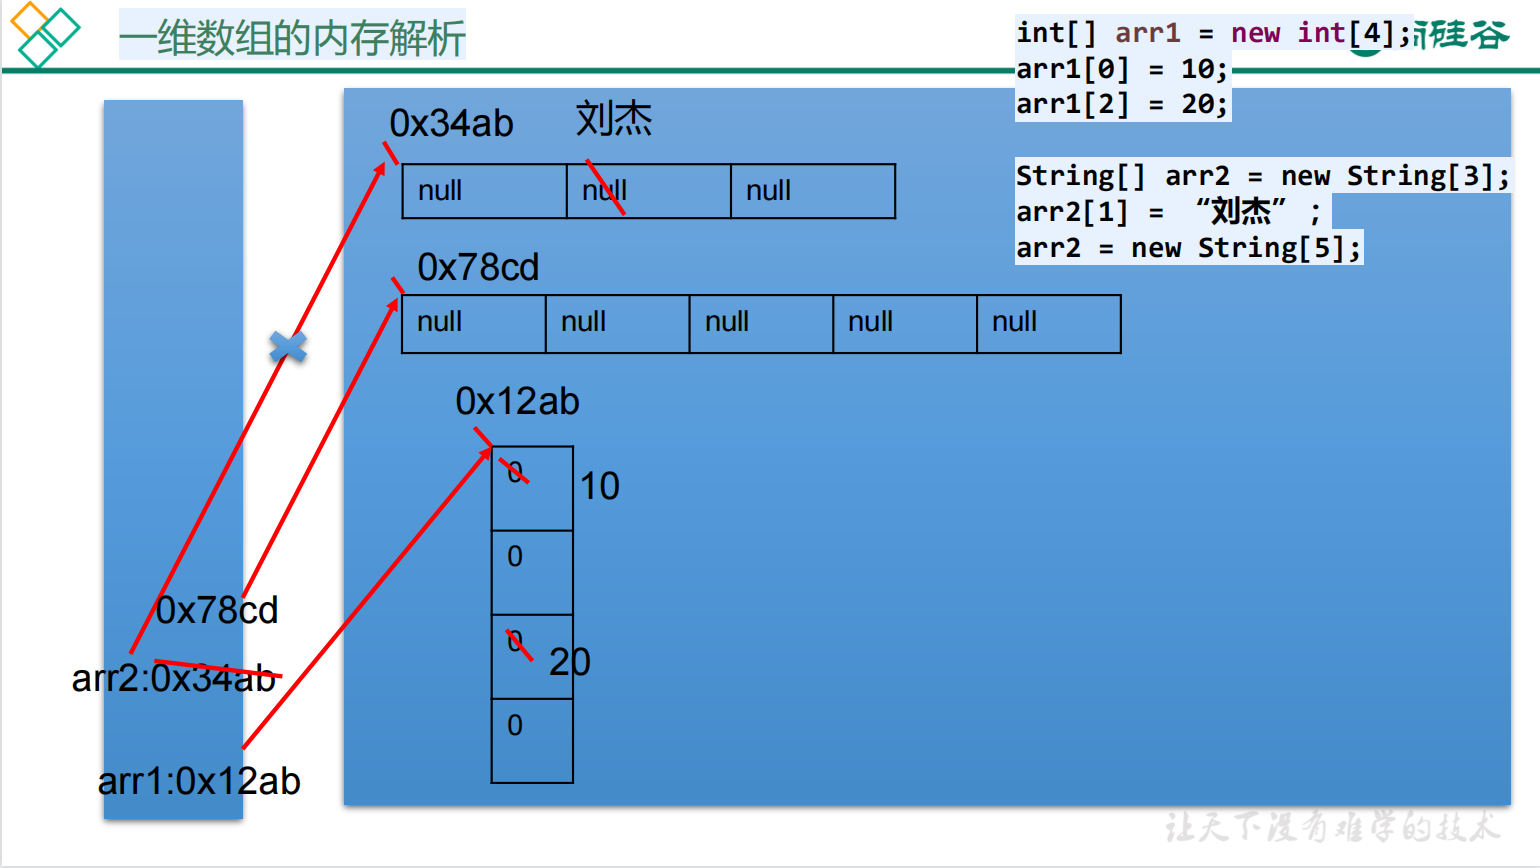 一维数组的内存解析
硅谷
int[] arr1 = new int[4];
arr1[0] = 10;
arr1[2] = 20;
String[] arr2 = new String[3];
arr2[1] = “刘杰”;
arr2 = new String[5];
0x34ab
刘杰
null null null
0x78cd
null null null null null
0x12ab
0
10
0
0
20
0
0x78cd
arr2:0x34ab
arr1:0x12ab
让天下没有难学的技术